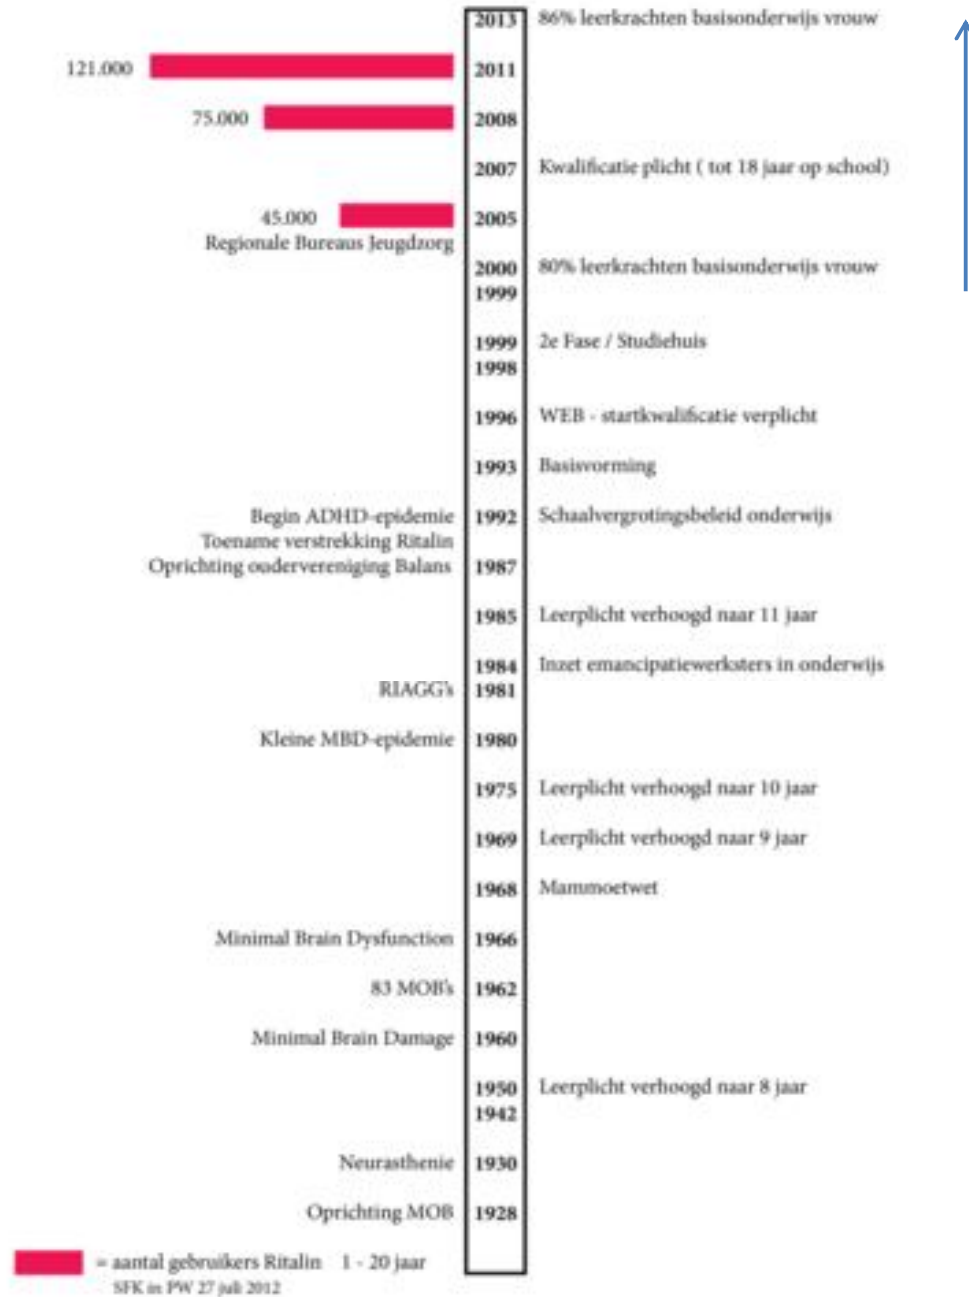 2013 86% leerkrachten basisonderwijs vrouw
121.000 2011
75.000 2008
2007 Kwalificatie plicht ( tot 18 jaar op school)
45.000 2005
Regionale Bureaus Jeugdzorg
2000 80% leerkrachten basisonderwijs vrouw
1999
1999 2e Fase / Studiehuis
1998
1996 WEB - startkwalificatie verplicht
1993 Basisvorming
Begin ADHD-epidemie 1992 Schaalvergrotingsbeleid onderwijs
Toename verstrekking Ritalin
Oprichting oudervereniging Balans 1987
1985 Leerplicht verhoogd naar 11 jaar
1984 Inzet emancipatiewerksters in onderwijs
RIAGG's 1981
Kleine MBD-epidemie 1980
1975 Leerplicht verhoogd naar 10 jaar
1969 Leerplicht verhoogd naar 9 jaar
1968 Mammoetwet
Minimal Brain Dysfunction 1966
83 MOB's 1962
Minimal Brain Damage 1960
1950 Leerplicht verhoogd naar 8 jaar
1942
Neurasthenie 1930
Oprichting MOB 1928
= aantal gebruikers Ritalin 1 - 20 jaar
SFK in PW 27 juli 2012